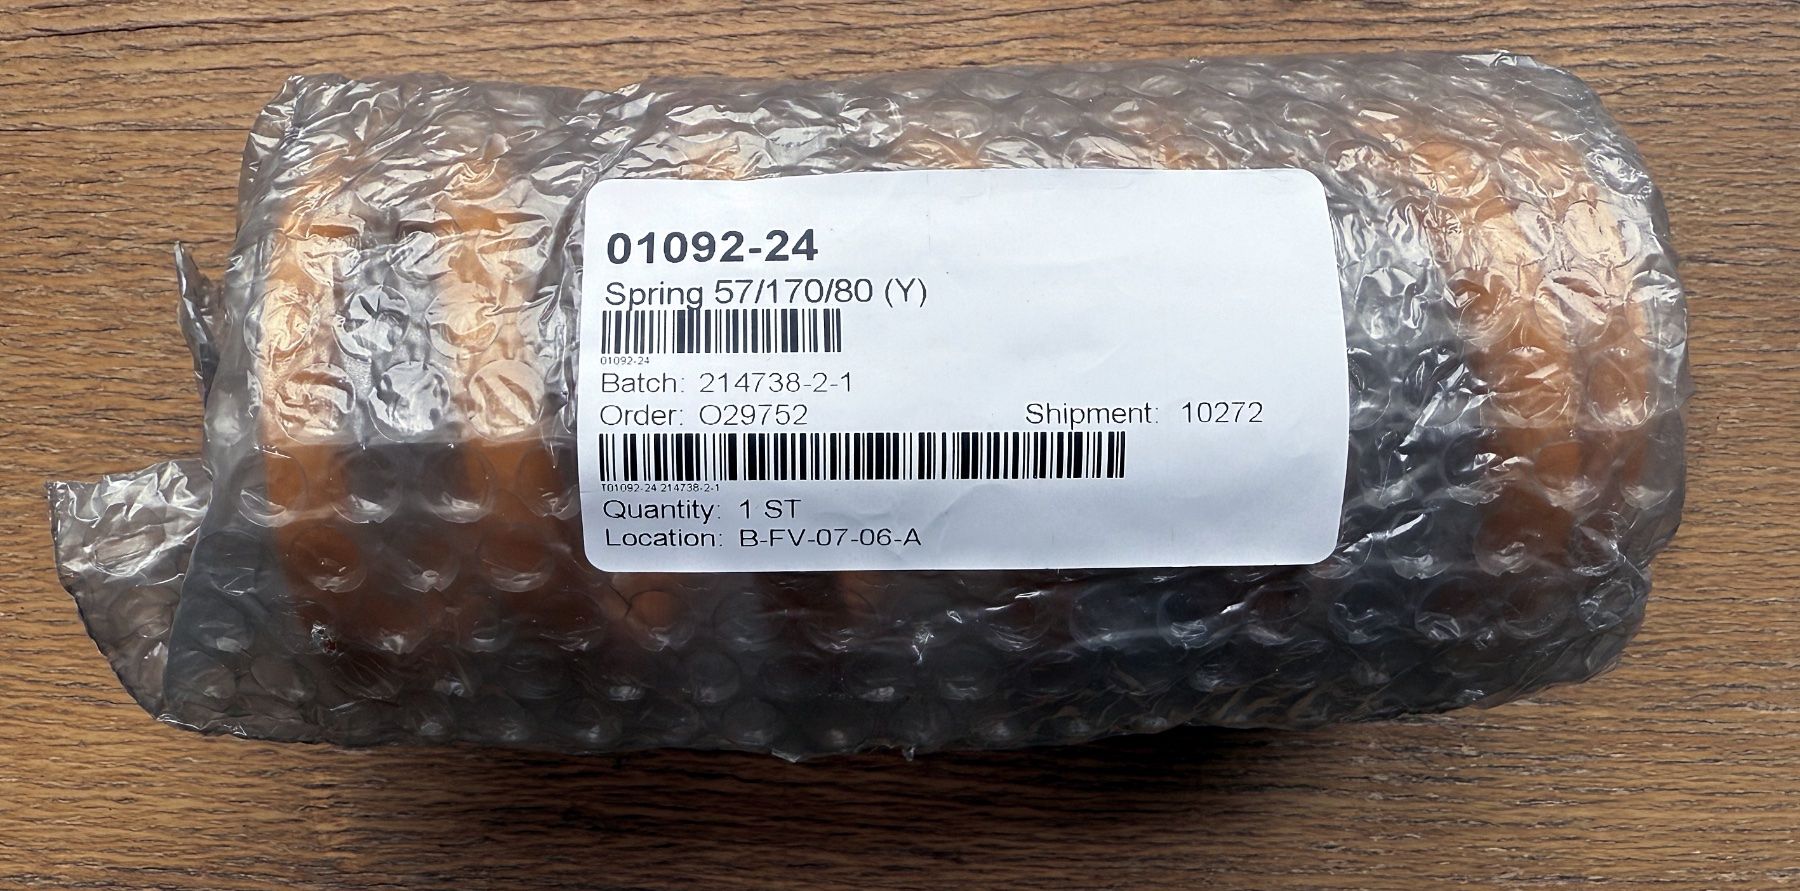 01092-24
Spring 57/170/80 (Y)
01092-24
Batch: 214738-2-1
Order: O29752 Shipment: 10272
T01092-24 214738-2-1
Quantity: 1 ST
Location: B-FV-07-06-A